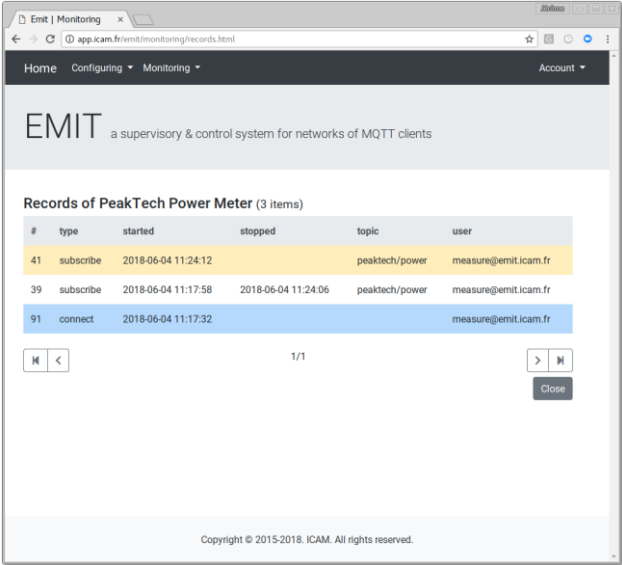 Emit | Monitoring
app.icam.fr/emit/monitoring/records.html
Home Configuring Monitoring Account
EMIT a supervisory & control system for networks of MQTT clients
Records of PeakTech Power Meter (3 items)
# type started stopped topic user
41 subscribe 2018-06-04 11:24:12 peaktech/power measure@emit.icam.fr
39 subscribe 2018-06-04 11:17:58 2018-06-04 11:24:06 peaktech/power measure@emit.icam.fr
91 connect 2018-06-04 11:17:32 measure@emit.icam.fr
1/1
Close
Copyright © 2015-2018. ICAM. All rights reserved.